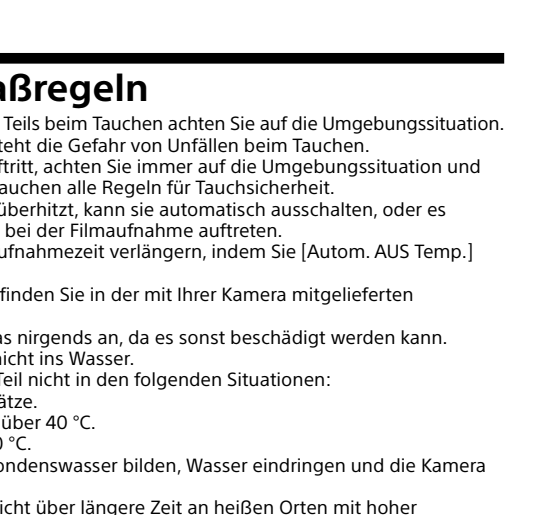 aßregeln
Teils beim Tauchen achten Sie auf die Umgebungssituation.
teht die Gefahr von Unfällen beim Tauchen.
ftritt, achten Sie immer auf die Umgebungssituation und
auchen alle Regeln für Tauchsicherheit.
überhitzt, kann sie automatisch ausschalten, oder es
bei der Filmaufnahme auftreten.
ufnahmezeit verlängern, indem Sie [Autom. AUS Temp.]
finden Sie in der mit Ihrer Kamera mitgelieferten
as nirgends an, da es sonst beschädigt werden kann.
nicht ins Wasser.
Teil nicht in den folgenden Situationen:
ätze.
über 40 °C.
0 °C.
ondenswasser bilden, Wasser eindringen und die Kamera
icht über längere Zeit an heißen Orten mit hoher